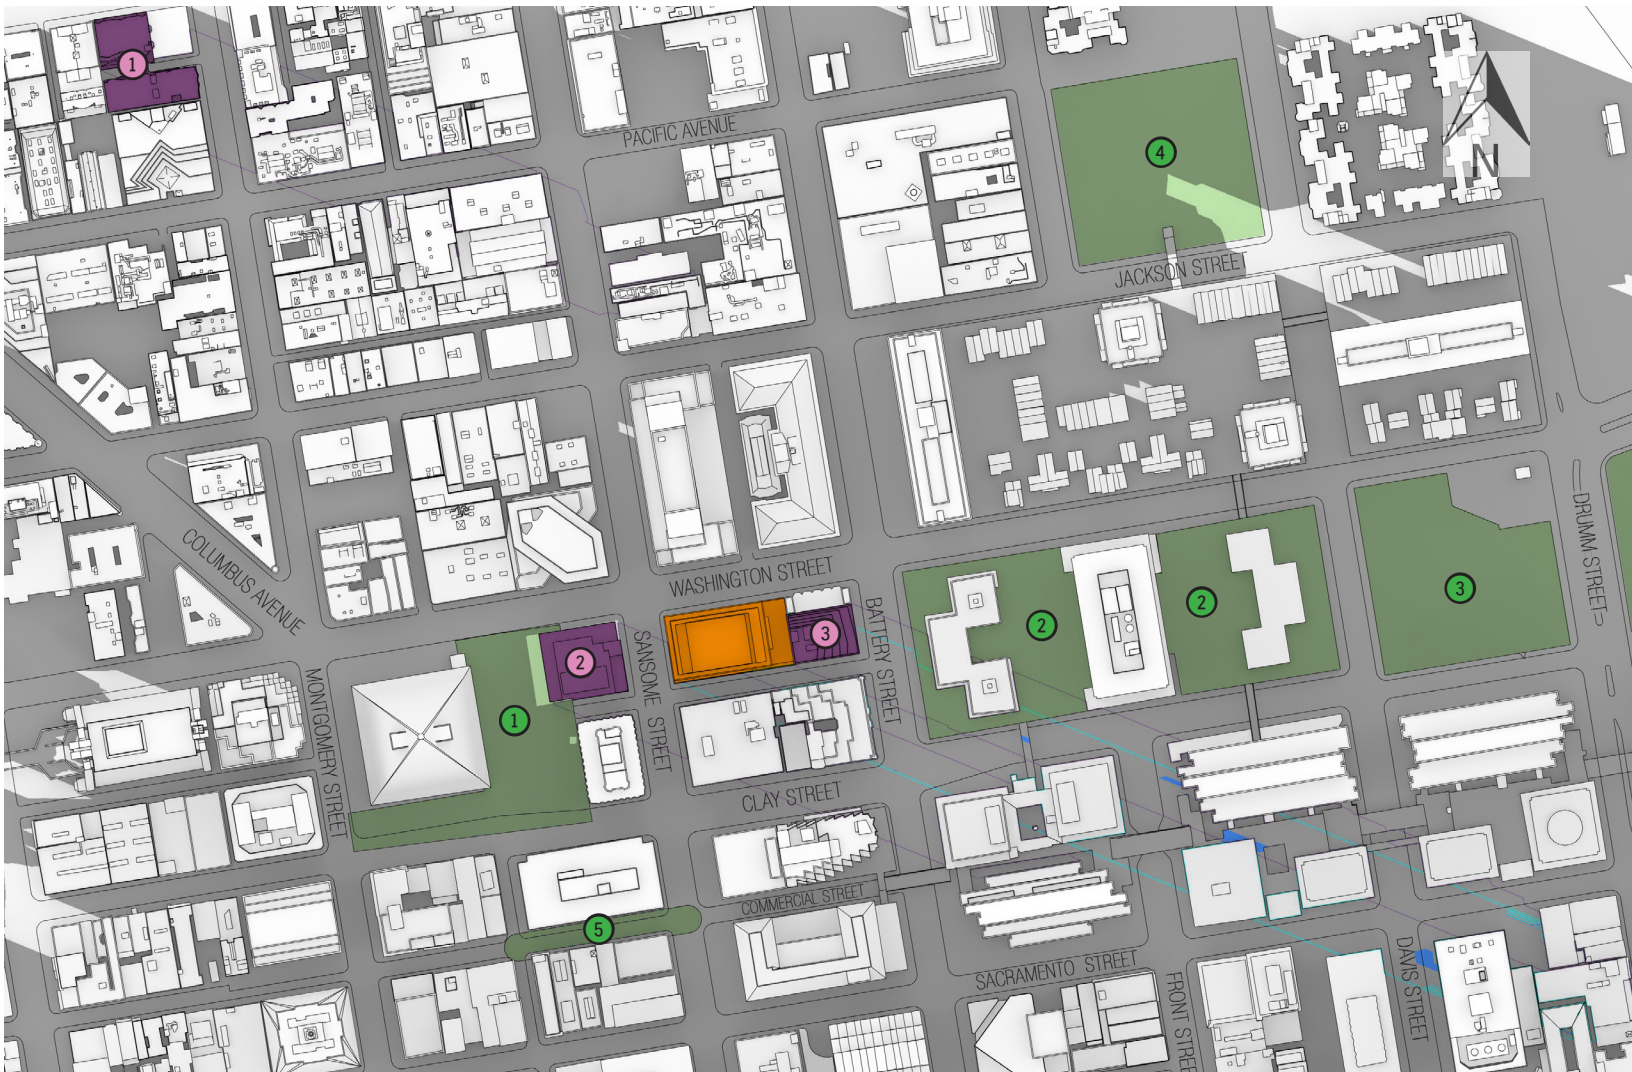 1
PACIFIC AVENUE
4
N
JACKSON STREET
COLUMBUS AVENUE
WASHINGTON STREET
DRUMM STREET
3
2
2
BATTERY STREET
3
SANSOME STREET
2
1
MONTGOMERY STREET
CLAY STREET
COMMERCIAL STREET
5
SACRAMENTO STREET
FRONT STREET
DAVIS STREET